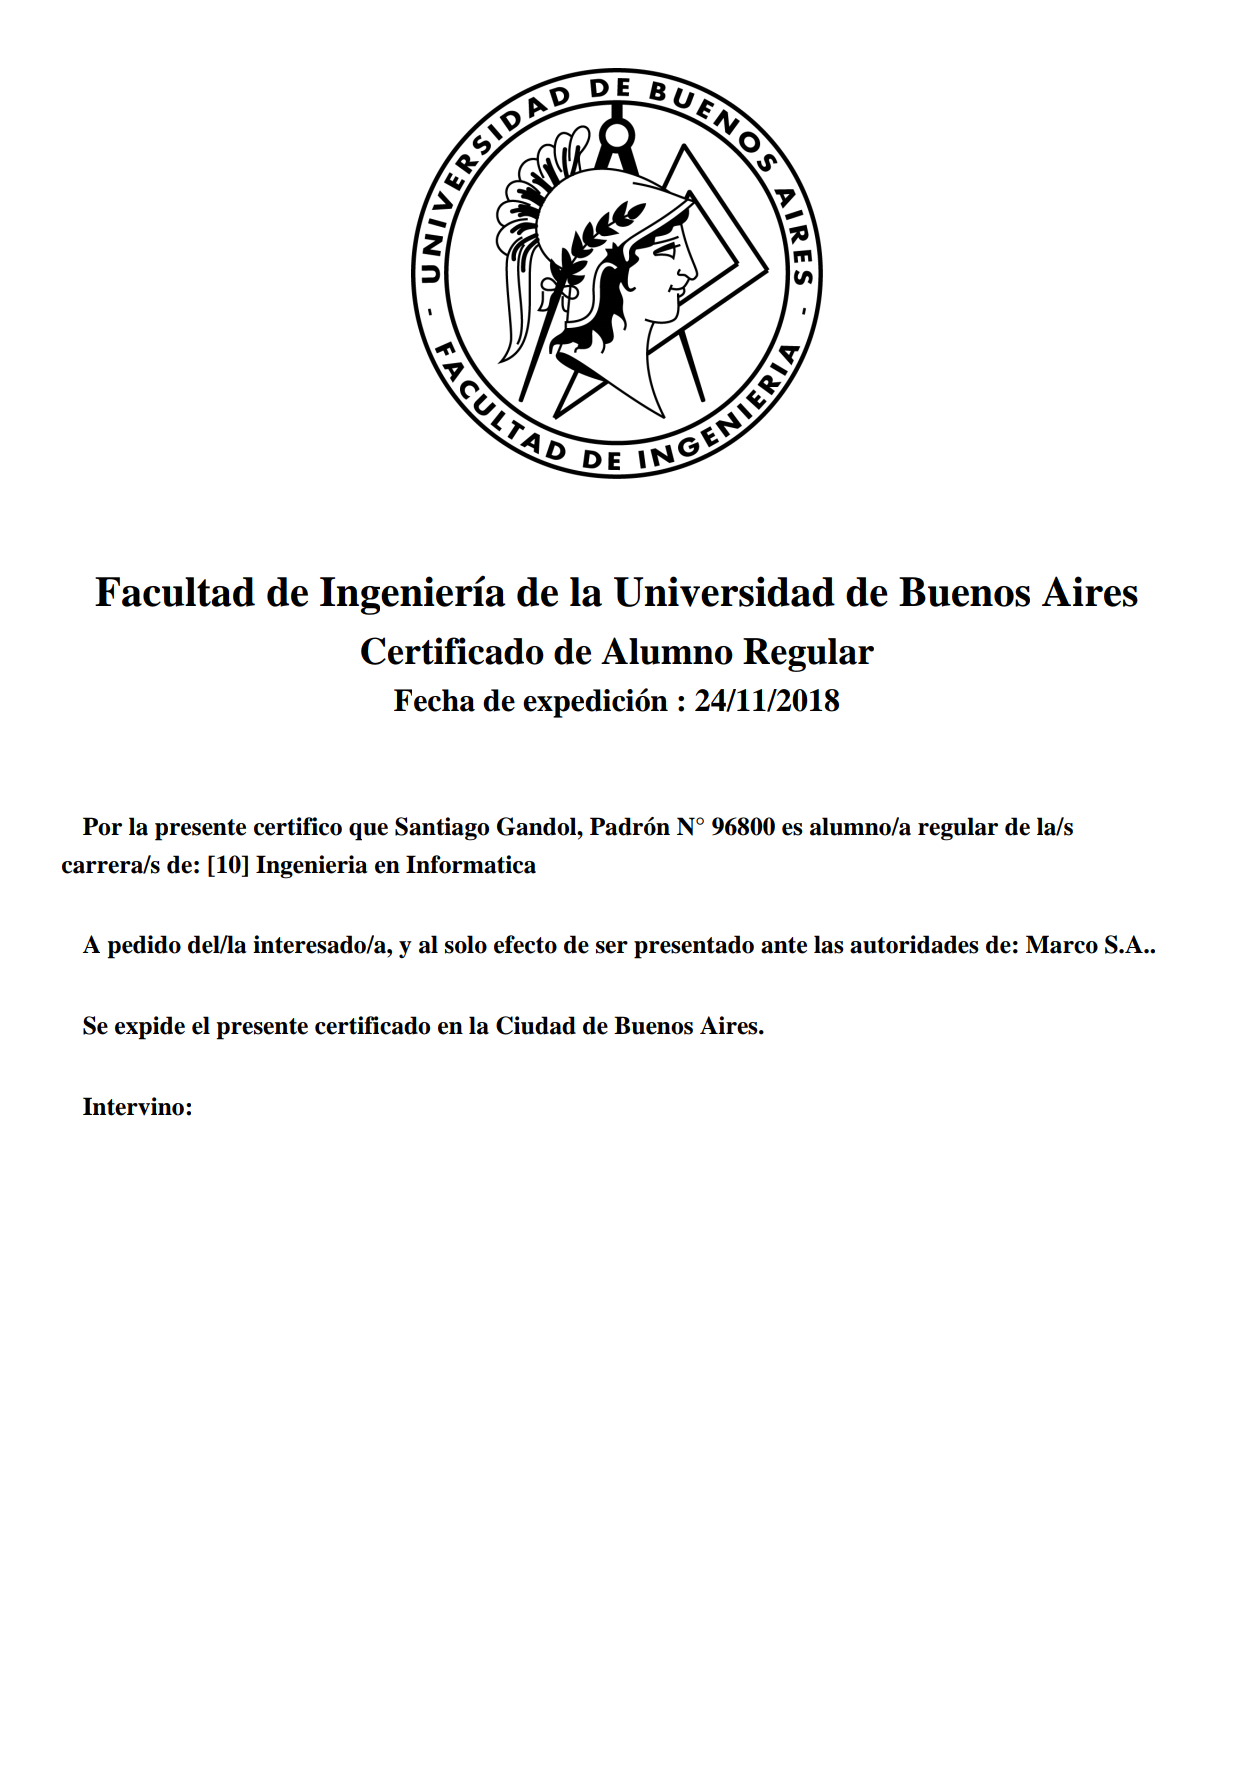 - UNIVERSIDAD DE BUENOS AIRES -
FACULTAD DE INGENIERIA
Facultad de Ingeniería de la Universidad de Buenos Aires
Certificado de Alumno Regular
Fecha de expedición : 24/11/2018
Por la presente certifico que Santiago Gandol, Padrón N° 96800 es alumno/a regular de la/s
carrera/s de: [10] Ingenieria en Informatica
A pedido del/la interesado/a, y al solo efecto de ser presentado ante las autoridades de: Marco S.A..
Se expide el presente certificado en la Ciudad de Buenos Aires.
Intervino: